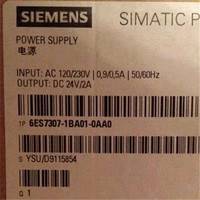 SIEMENS SIMATIC P
POWER SUPPLY
电源
INPUT: AC 120/230V | 0,9/0,5A | 50/60Hz
OUTPUT: DC 24V/2A
1P 6ES7307-1BA01-0AA0
S YSU/D9115854
Q 1